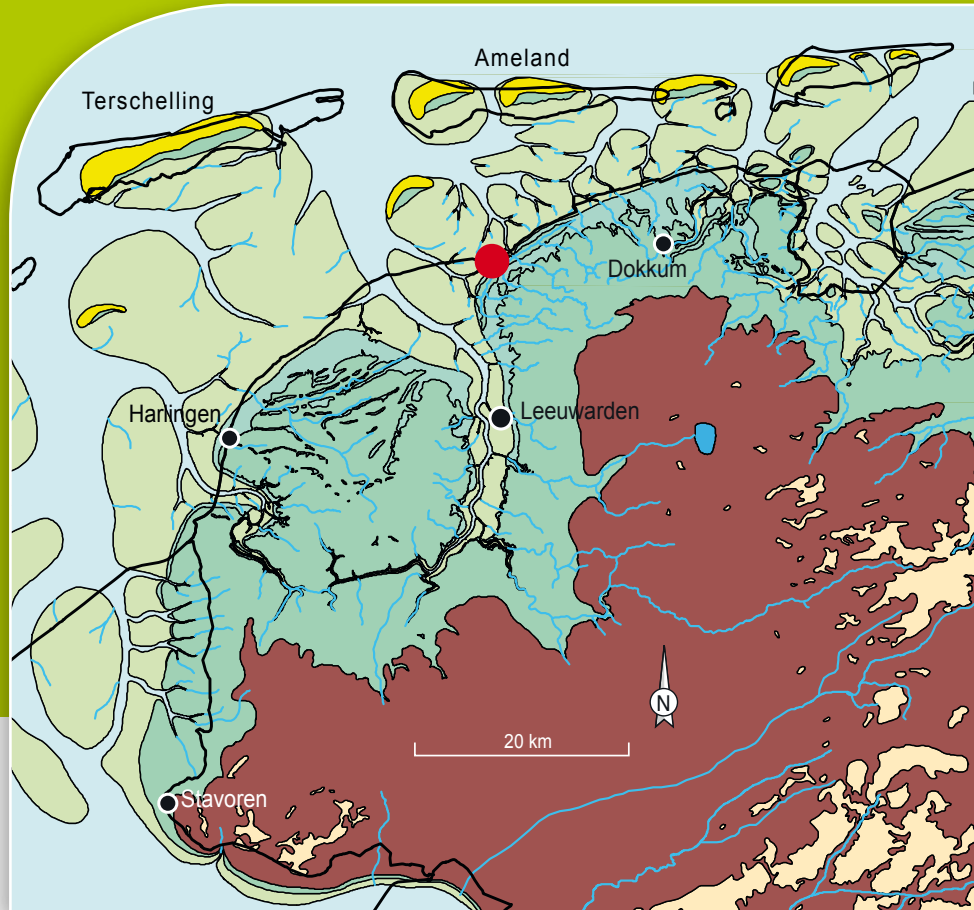 Ameland
Terschelling
Dokkum
Harlingen
Leeuwarden
N
20 km
Stavoren